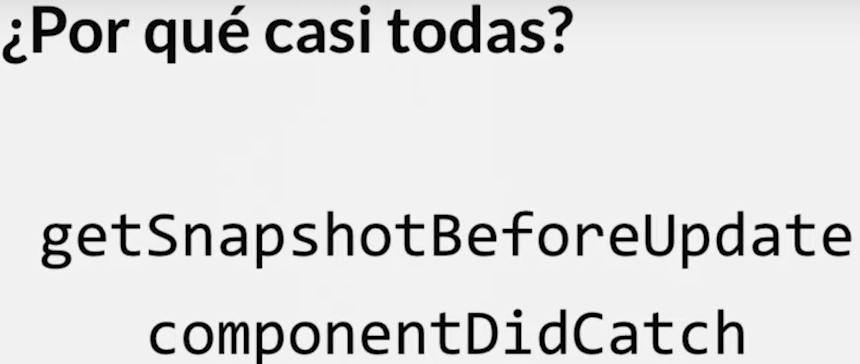 ¿Por qué casi todas?
getSnapshotBeforeUpdate
componentDidCatch